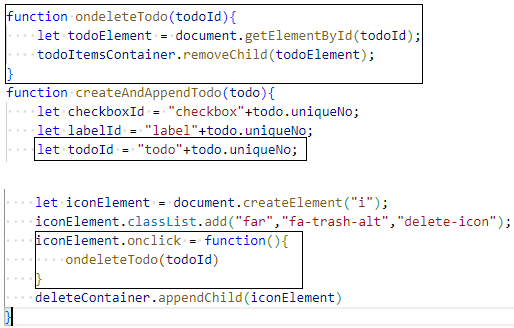 function ondeleteTodo(todoId){
let todoElement = document.getElementById(todoId);
todoItemsContainer.removeChild(todoElement);
}
function createAndAppendTodo(todo){
let checkboxId = "checkbox"+todo.uniqueNo;
let labelId = "label"+todo.uniqueNo;
let todoId = "todo"+todo.uniqueNo;
let iconElement = document.createElement("i");
iconElement.classList.add("far","fa-trash-alt","delete-icon");
iconElement.onclick = function(){
ondeleteTodo(todoId)
}
deleteContainer.appendChild(iconElement)
}